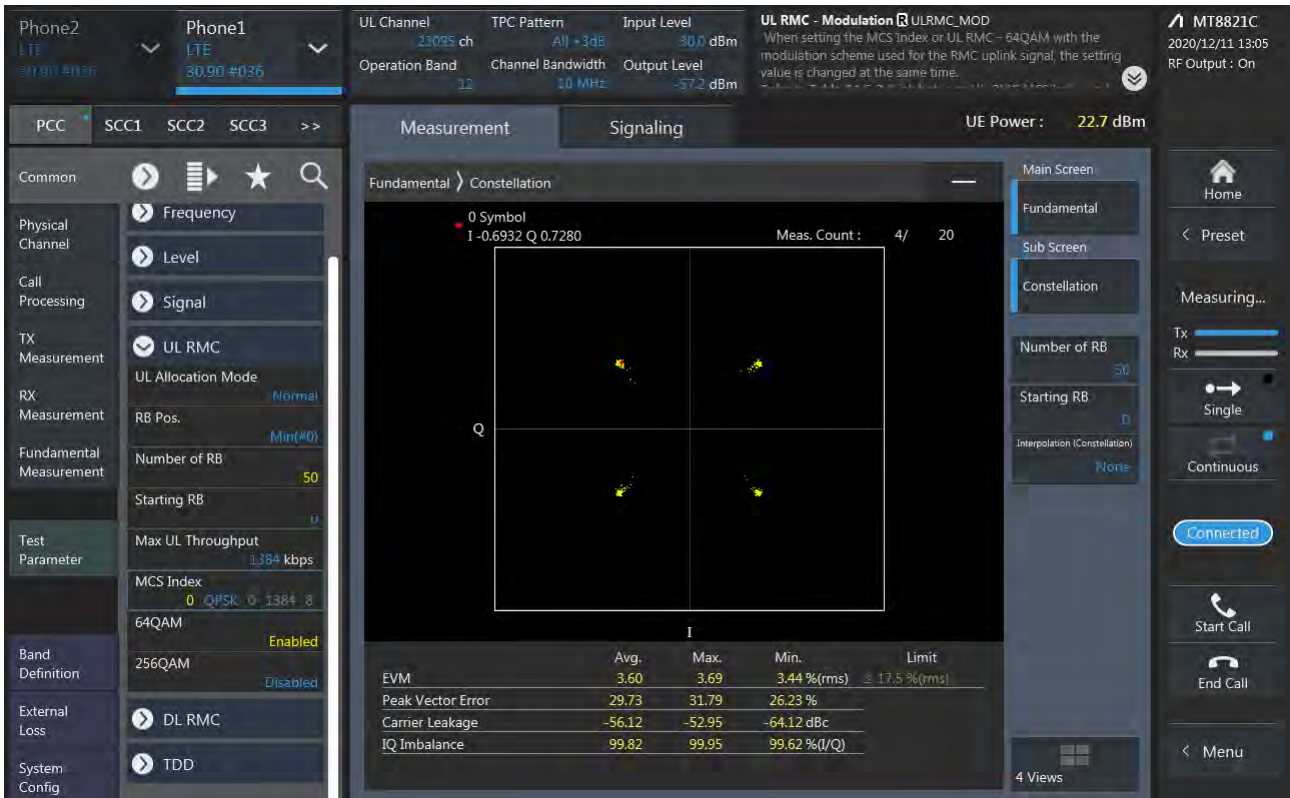 Phone2
LTE
30.90 #036
Phone1
LTE
30.90 #036
UL Channel
23095 ch
TPC Pattern
All +3dB
Input Level
30.0 dBm
Operation Band
12
Channel Bandwidth
10 MHz
Output Level
-57.2 dBm
UL RMC - Modulation R ULRMC_MOD
When setting the MCS Index or UL RMC – 64QAM with the
modulation scheme used for the RMC uplink signal, the setting
value is changed at the same time.
MT8821C
2020/12/11 13:05
RF Output : On
PCC SCC1 SCC2 SCC3 >>
Measurement
Signaling
UE Power : 22.7 dBm
Common
Physical
Channel
Call
Processing
TX
Measurement
RX
Measurement
Fundamental
Measurement
Test
Parameter
Band
Definition
External
Loss
System
Config
Frequency
Level
Signal
UL RMC
UL Allocation Mode
Normal
RB Pos.
Min(#0)
Number of RB
50
Starting RB
0
Max UL Throughput
1384 kbps
MCS Index
0 QPSK 0 1384 8
64QAM
Enabled
256QAM
Disabled
DL RMC
TDD
Fundamental Constellation
0 Symbol
I -0.6932 Q 0.7280
Meas. Count : 4/ 20
Q
I
Avg. Max. Min. Limit
EVM 3.60 3.69 3.44 %(rms) ≤ 17.5 %(rms)
Peak Vector Error 29.73 31.79 26.23 %
Carrier Leakage -56.12 -52.95 -64.12 dBc
IQ Imbalance 99.82 99.95 99.62 %(I/Q)
Main Screen
Fundamental
Sub Screen
Constellation
Number of RB
50
Starting RB
0
Interpolation (Constellation)
None
4 Views
Home
< Preset
Measuring...
Tx
Rx
Single
Continuous
Connected
Start Call
End Call
< Menu